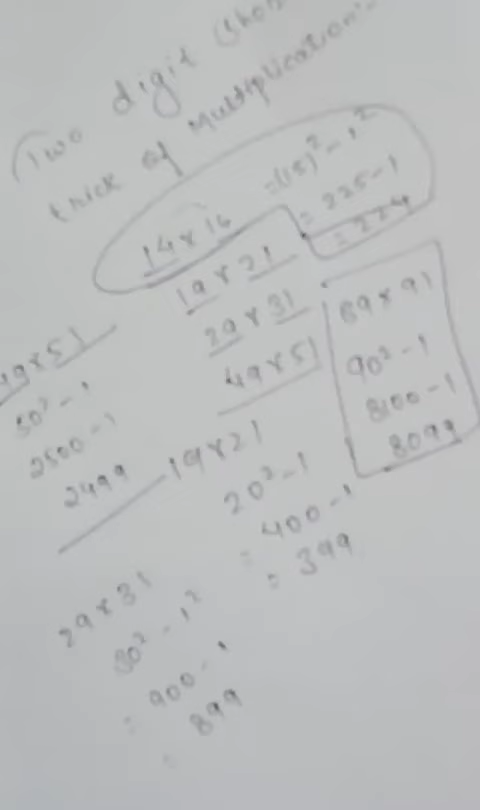 (Two digit (Shor
trick of Multiplication:-
14 x 16 = (15)² - 1²
= 225 - 1
= 224
19 x 21
29 x 31
49 x 51
89 x 91
90² - 1
8100 - 1
8099
49 x 51
50² - 1
2500 - 1
2499
19 x 21
20² - 1
= 400 - 1
= 399
29 x 31
30² - 1²
= 900 - 1
= 899